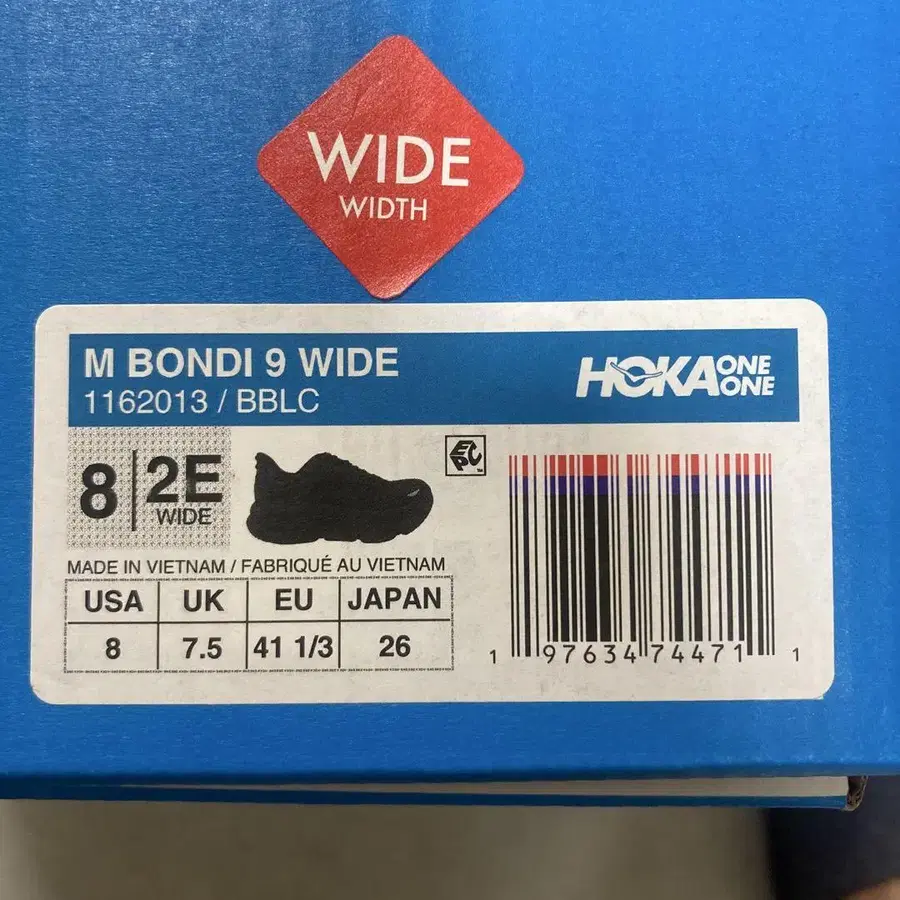 WIDE
WIDTH
M BONDI 9 WIDE
1162013 / BBLC
HOKA ONE ONE
8 2E
WIDE
EPC
MADE IN VIETNAM / FABRIQUÉ AU VIETNAM
USA UK EU JAPAN
8 7.5 41 1/3 26
1 97634 74471 1